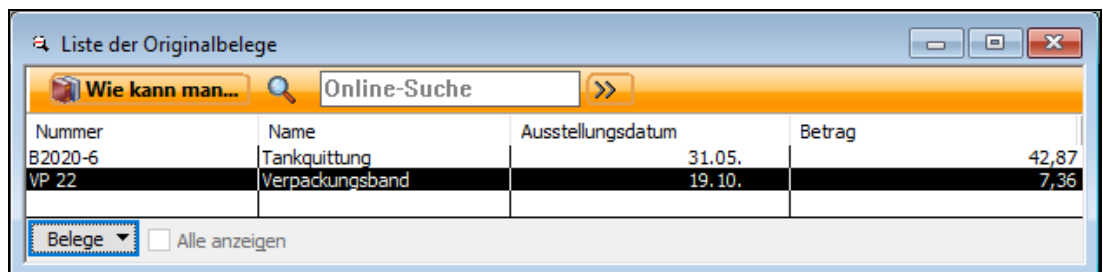 Liste der Originalbelege
Wie kann man... Online-Suche >>
Nummer Name Ausstellungsdatum Betrag
B2020-6 Tankquittung 31.05. 42,87
VP 22 Verpackungsband 19.10. 7,36
Belege Alle anzeigen